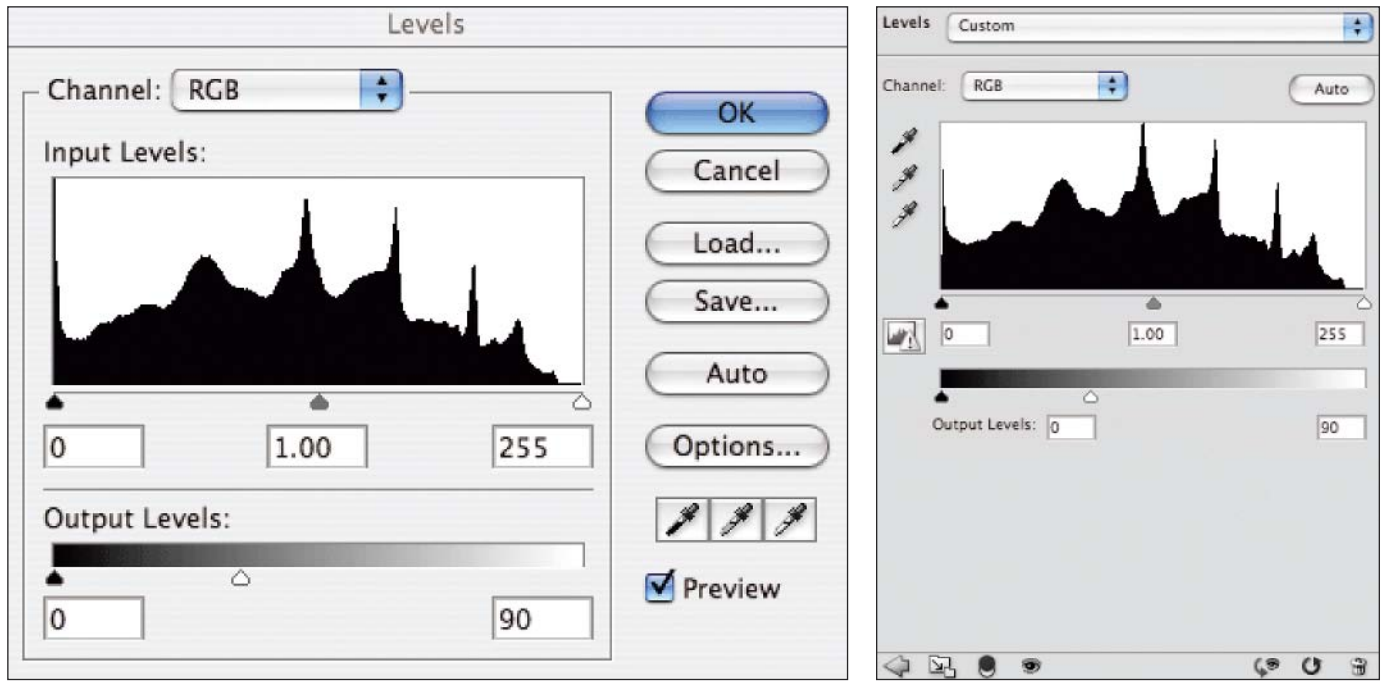 Levels
Channel: RGB
OK
Input Levels:
Cancel
Load...
Save...
Auto
0 1.00 255
Options...
Output Levels:
Preview
0 90
Levels Custom
Channel: RGB Auto
0 1.00 255
Output Levels: 0 90